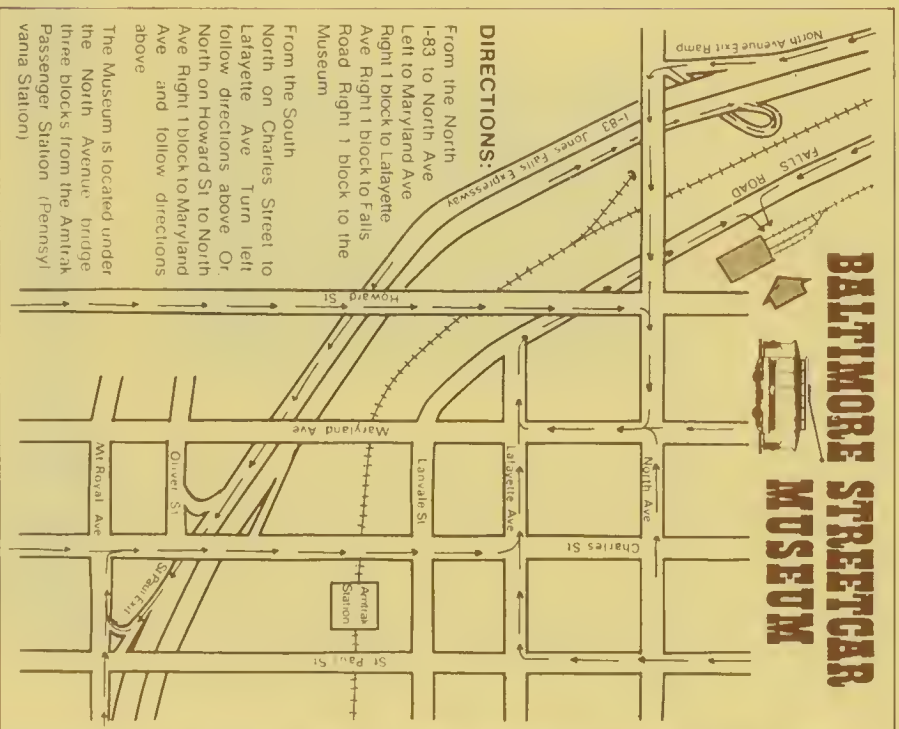 BALTIMORE STREETCAR
MUSEUM
DIRECTIONS:
From the North
I-83 to North Ave
Left to Maryland Ave
Right 1 block to Lafayette
Ave Right 1 block to Falls
Road Right 1 block to the
Museum
From the South
North on Charles Street to
Lafayette Ave Turn left
follow directions above Or,
North on Howard St to North
Ave Right 1 block to Maryland
Ave and follow directions
above
The Museum is located under
the North Avenue bridge
three blocks from the Amtrak
Passenger Station (Pennsyl
vania Station)
North Avenue Exit Ramp
I-83 Jones Falls Expressway
FALLS ROAD
Howard St
Maryland Ave
North Ave
Lafayette Ave
Lanvale St
Oliver St
Mt Royal Ave
Charles St
St Paul Exit
Amtrak
Station
St Paul St